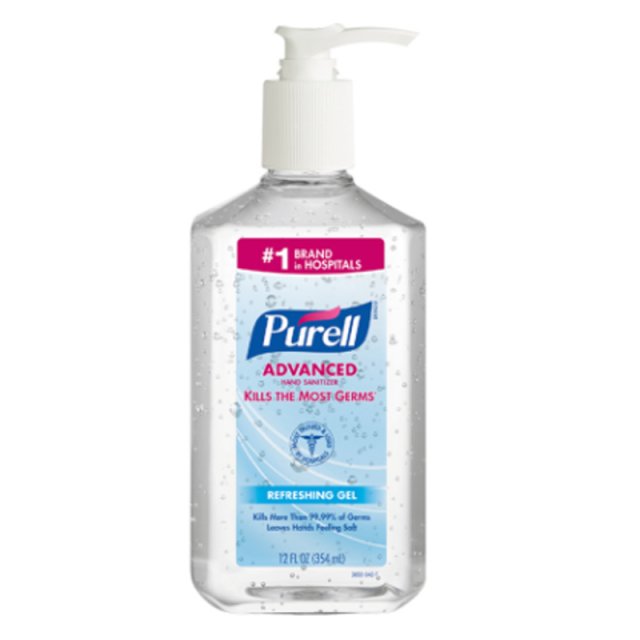 #1 BRAND
in HOSPITALS
Purell
ADVANCED
HAND SANITIZER
KILLS THE MOST GERMS
REFRESHING GEL
Kills More Than 99.99% of Germs
Leaves Hands Feeling Soft
12 FL OZ (354 mL)